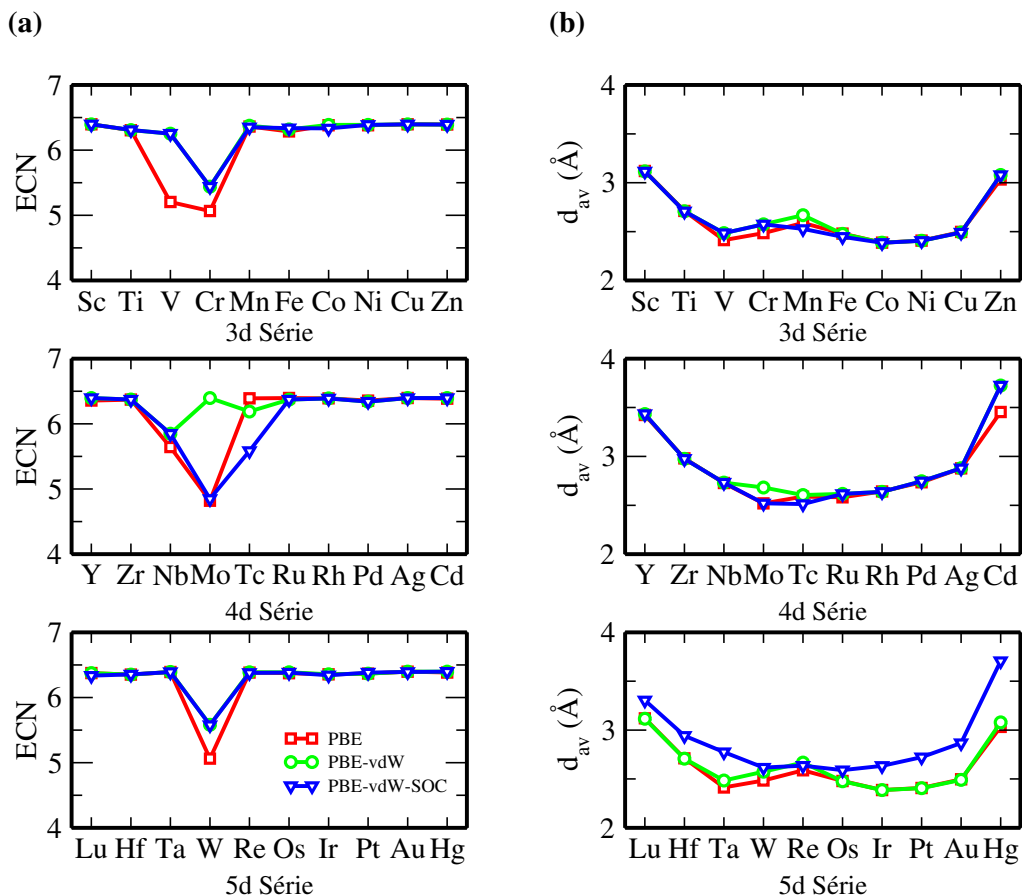 (a)
7
6
5
4
ECN
Sc Ti V Cr Mn Fe Co Ni Cu Zn
3d Série
7
6
5
4
ECN
Y Zr Nb Mo Tc Ru Rh Pd Ag Cd
4d Série
7
6
5
4
ECN
PBE
PBE-vdW
PBE-vdW-SOC
Lu Hf Ta W Re Os Ir Pt Au Hg
5d Série
(b)
4
3
2
d_av (Å)
Sc Ti V Cr Mn Fe Co Ni Cu Zn
3d Série
4
3
2
d_av (Å)
Y Zr Nb Mo Tc Ru Rh Pd Ag Cd
4d Série
4
3
2
d_av (Å)
Lu Hf Ta W Re Os Ir Pt Au Hg
5d Série